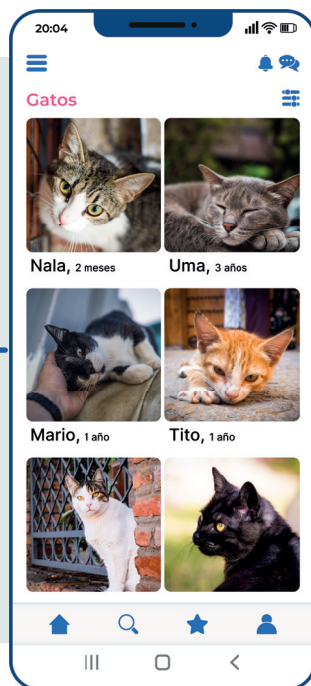 20:04
Gatos
Nala, 2 meses
Uma, 3 años
Mario, 1 año
Tito, 1 año